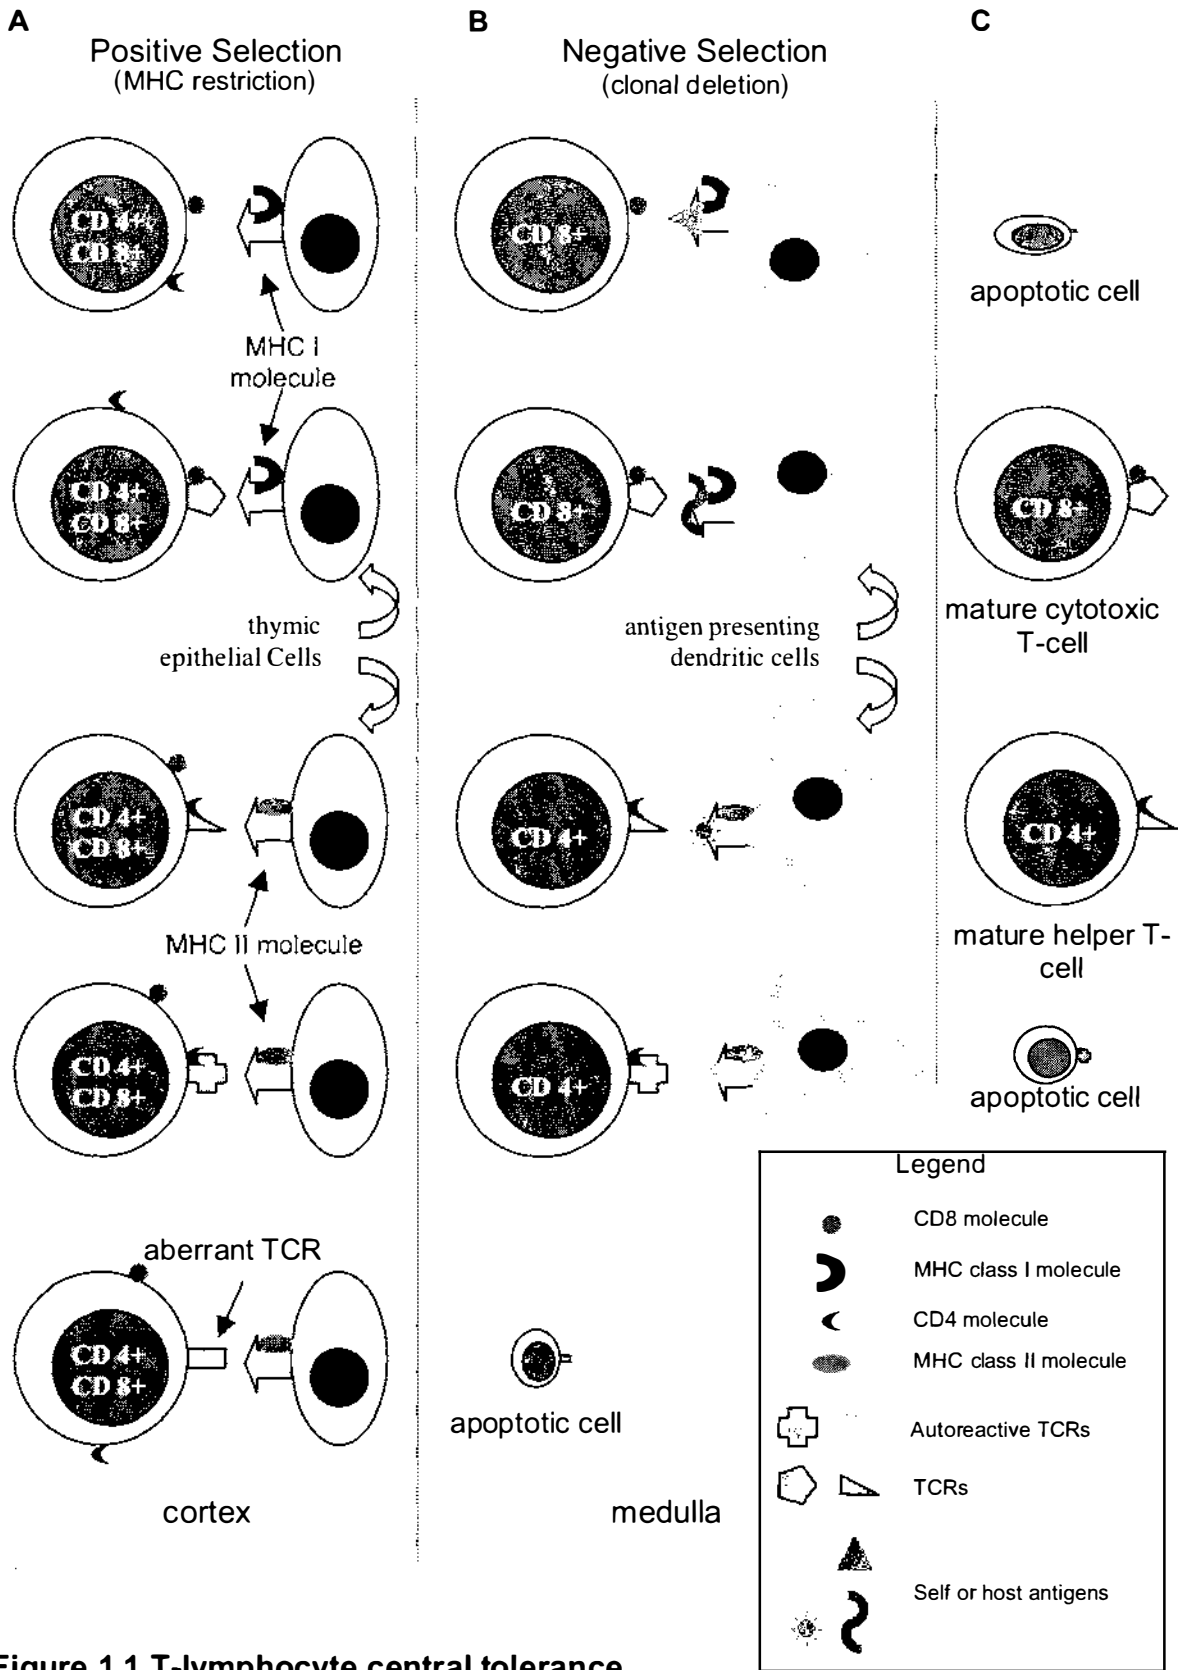 A
Positive Selection
(MHC restriction)
CD 4+
CD 8+
MHC I
molecule
CD 4+
CD 8+
thymic
epithelial Cells
CD 4+
CD 8+
MHC II molecule
CD 4+
CD 8+
aberrant TCR
CD 4+
CD 8+
cortex
B
Negative Selection
(clonal deletion)
CD 8+
CD 8+
antigen presenting
dendritic cells
CD 4+
CD 4+
apoptotic cell
medulla
C
apoptotic cell
CD 8+
mature cytotoxic
T-cell
CD 4+
mature helper T-
cell
apoptotic cell
Legend
CD8 molecule
MHC class I molecule
CD4 molecule
MHC class II molecule
Autoreactive TCRs
TCRs
Self or host antigens
Figure 1.1 T-lymphocyte central tolerance